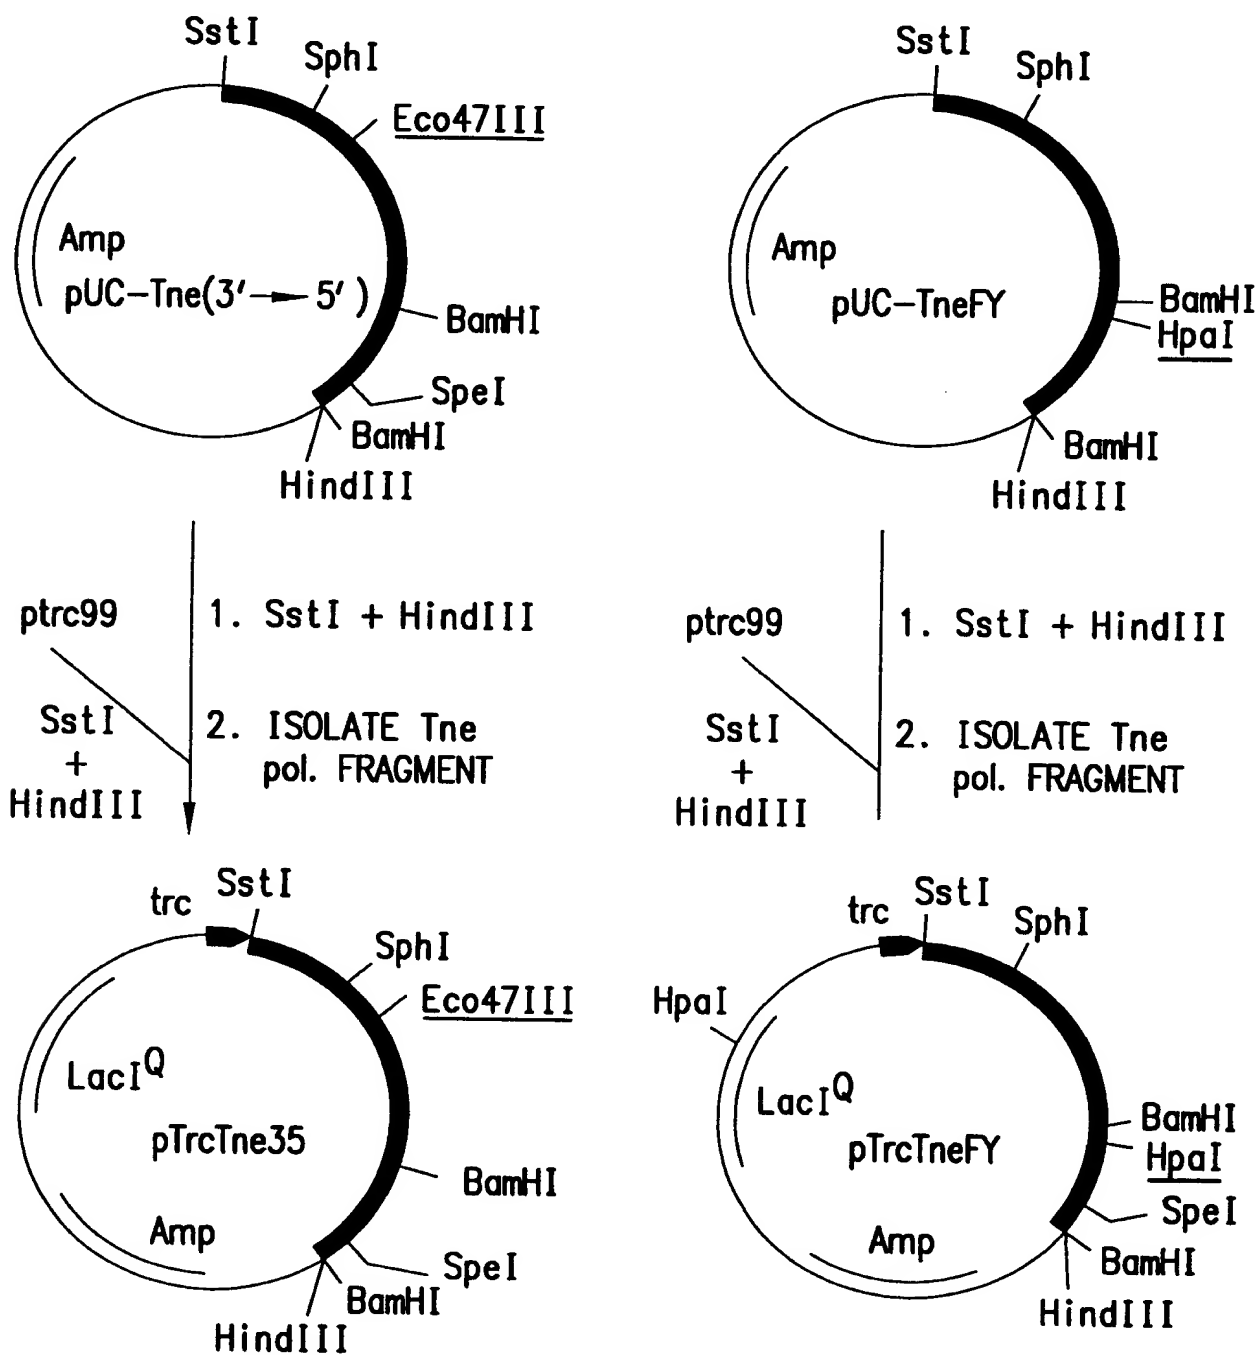 SstI
SphI
Eco47III
Amp
pUC-Tne(3' → 5')
BamHI
SpeI
BamHI
HindIII
SstI
SphI
Amp
pUC-TneFY
BamHI
HpaI
BamHI
HindIII
ptrc99
SstI
+
HindIII
1. SstI + HindIII
2. ISOLATE Tne
pol. FRAGMENT
ptrc99
SstI
+
HindIII
1. SstI + HindIII
2. ISOLATE Tne
pol. FRAGMENT
trc
SstI
SphI
Eco47III
LacI^Q
pTrcTne35
BamHI
Amp
SpeI
BamHI
HindIII
trc
SstI
SphI
HpaI
LacI^Q
pTrcTneFY
BamHI
HpaI
SpeI
Amp
BamHI
HindIII